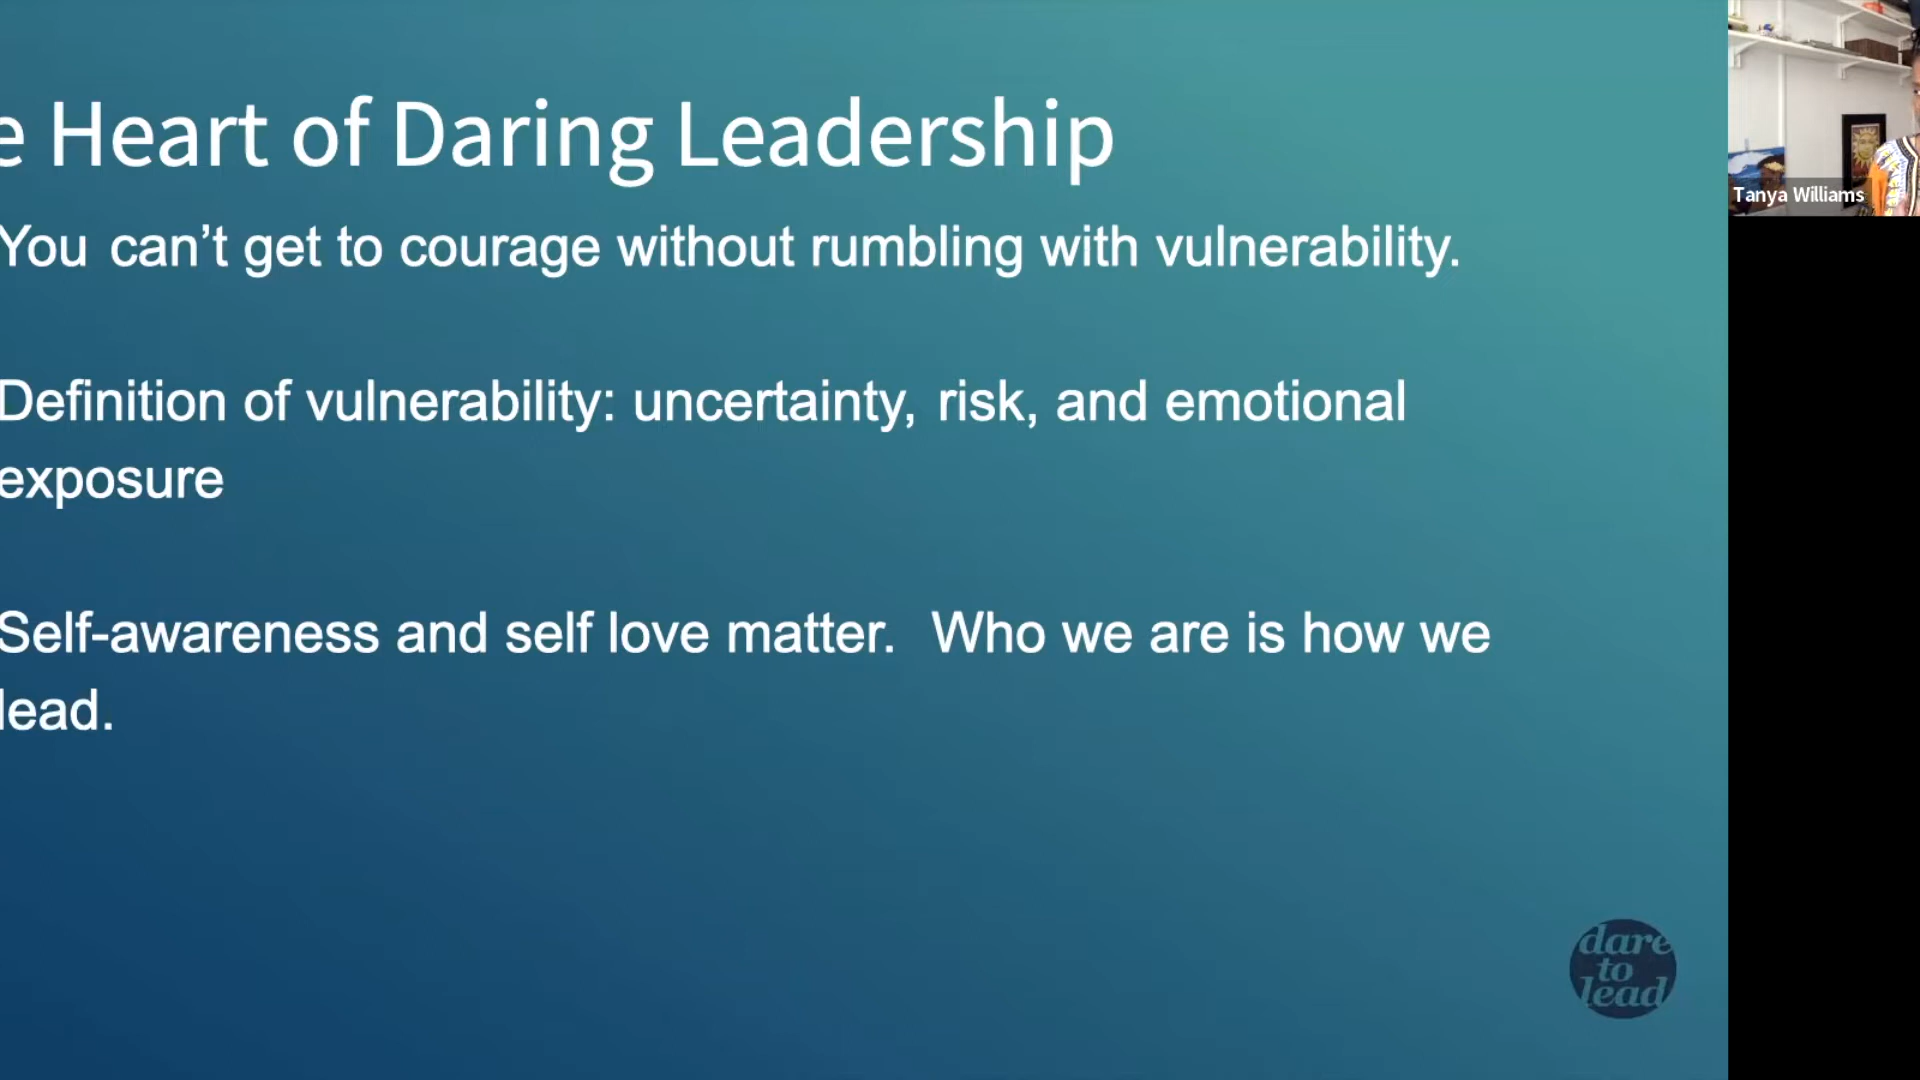 e Heart of Daring Leadership
You can’t get to courage without rumbling with vulnerability.
Definition of vulnerability: uncertainty, risk, and emotional
exposure
Self-awareness and self love matter.  Who we are is how we
lead.
dare
to
lead
Tanya Williams